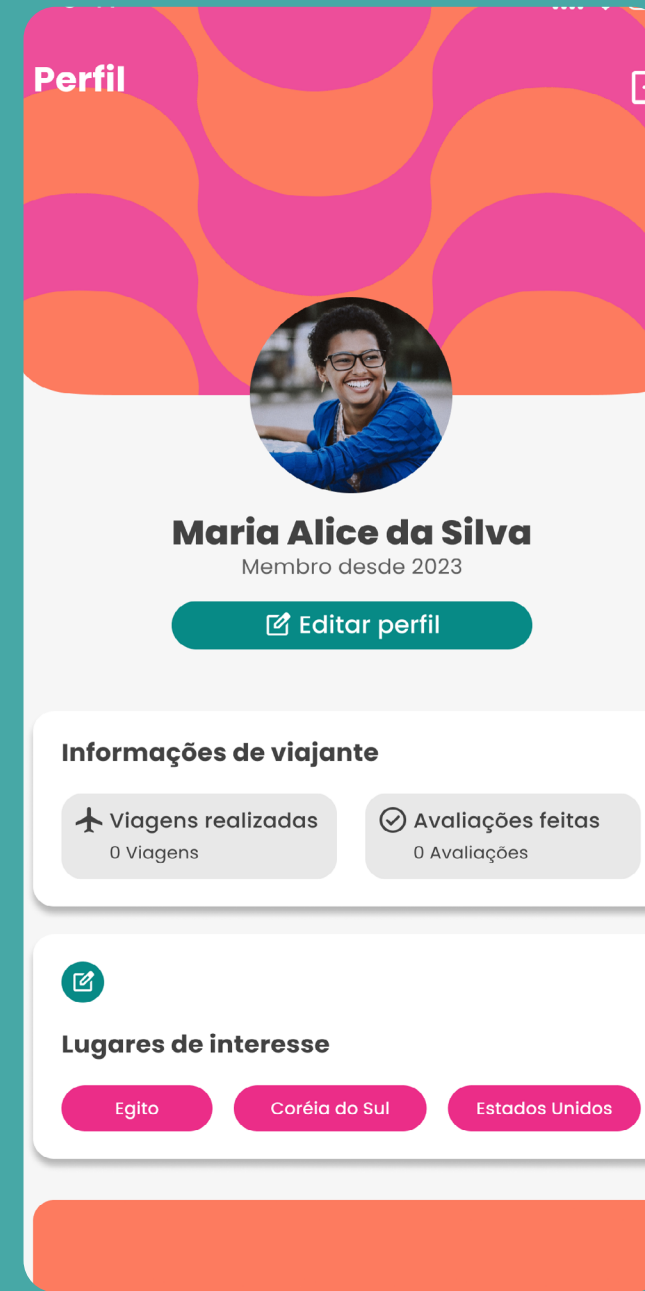 Perfil
Maria Alice da Silva
Membro desde 2023
Editar perfil
Informações de viajante
Viagens realizadas
0 Viagens
Avaliações feitas
0 Avaliações
Lugares de interesse
Egito
Coréia do Sul
Estados Unidos